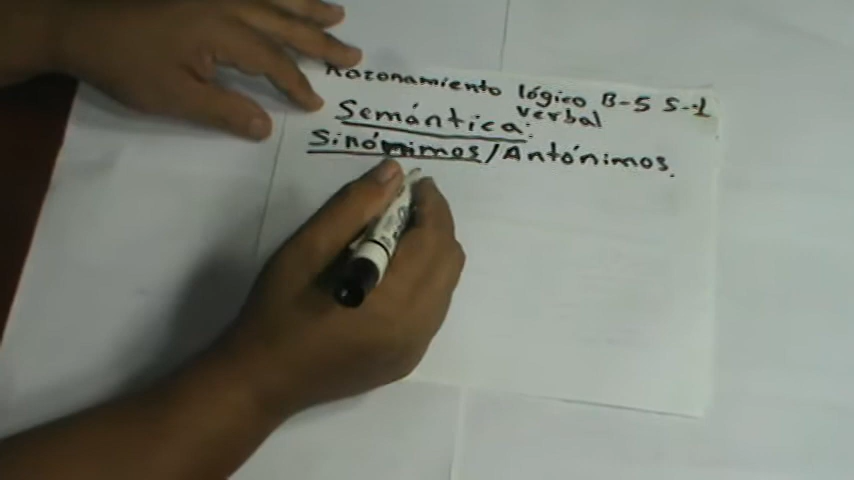 Razonamiento lógico B-5 S-1
verbal
Semántica:
Sinónimos/Antónimos.